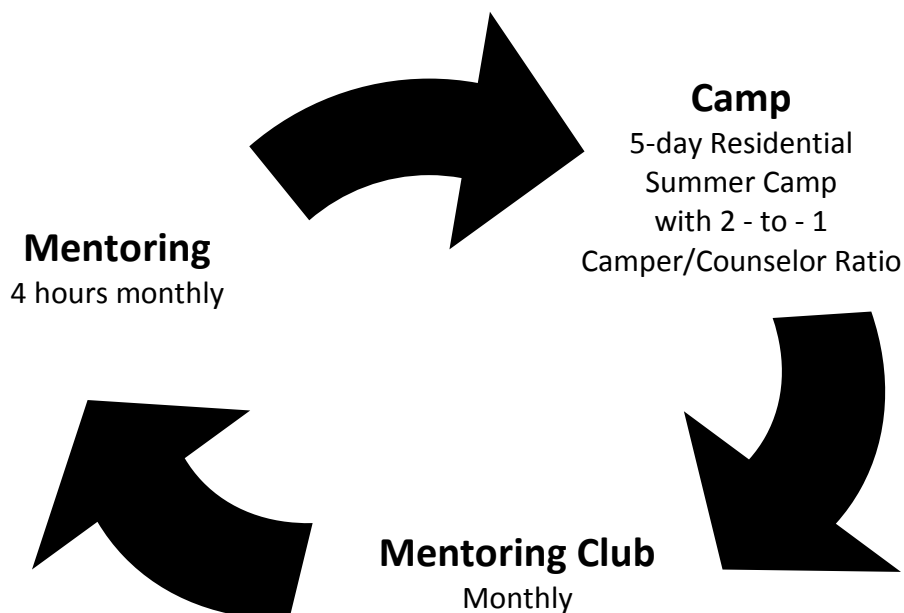 Camp
5-day Residential
Summer Camp
with 2 - to - 1
Camper/Counselor Ratio
Mentoring
4 hours monthly
Mentoring Club
Monthly